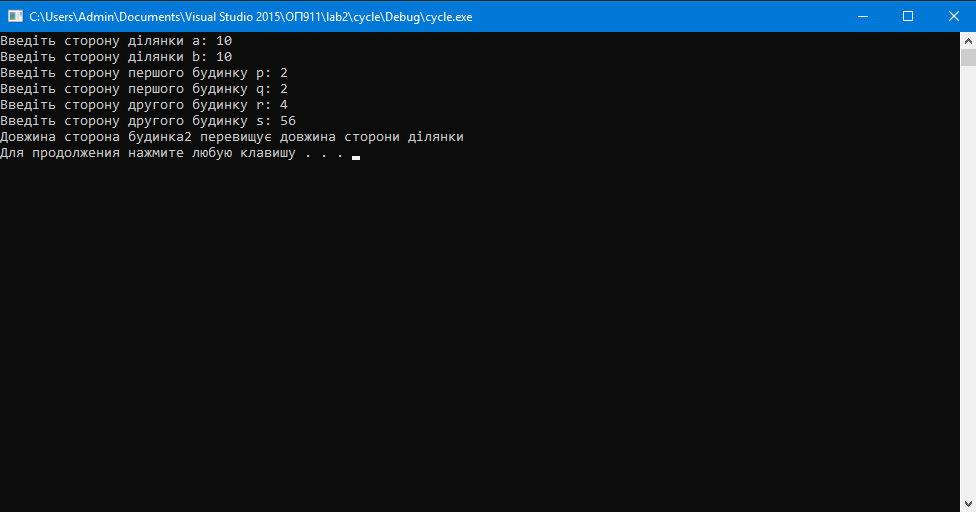 C:\Users\Admin\Documents\Visual Studio 2015\ОП911\lab2\cycle\Debug\cycle.exe
Введіть сторону ділянки a: 10
Введіть сторону ділянки b: 10
Введіть сторону першого будинку p: 2
Введіть сторону першого будинку q: 2
Введіть сторону другого будинку r: 4
Введіть сторону другого будинку s: 56
Довжина сторона будинка2 перевищує довжина сторони ділянки
Для продолжения нажмите любую клавишу . . .